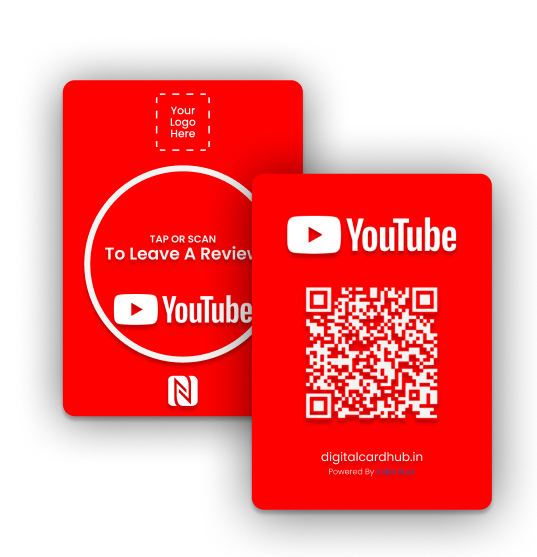 Your
Logo
Here
TAP OR SCAN
To Leave A Review
YouTube
YouTube
digitalcardhub.in
Powered By